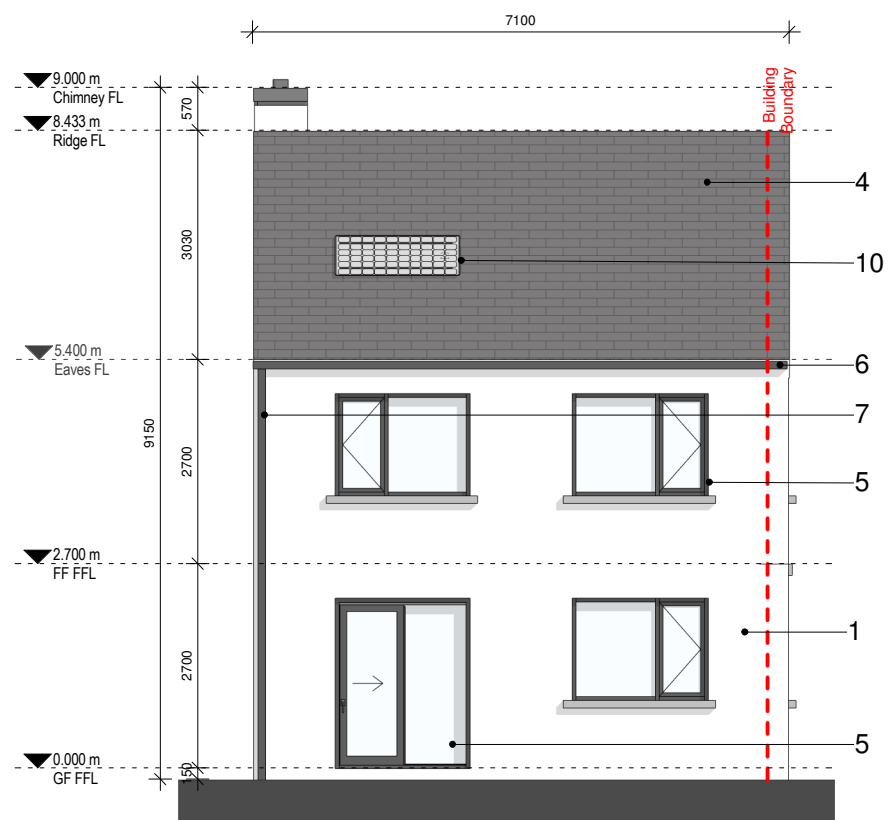 7100
9.000 m
Chimney FL
570
8.433 m
Ridge FL
Building
Boundary
4
3030
10
5.400 m
Eaves FL
6
7
9150
2700
5
2.700 m
FF FFL
1
2700
5
0.000 m
GF FFL
150